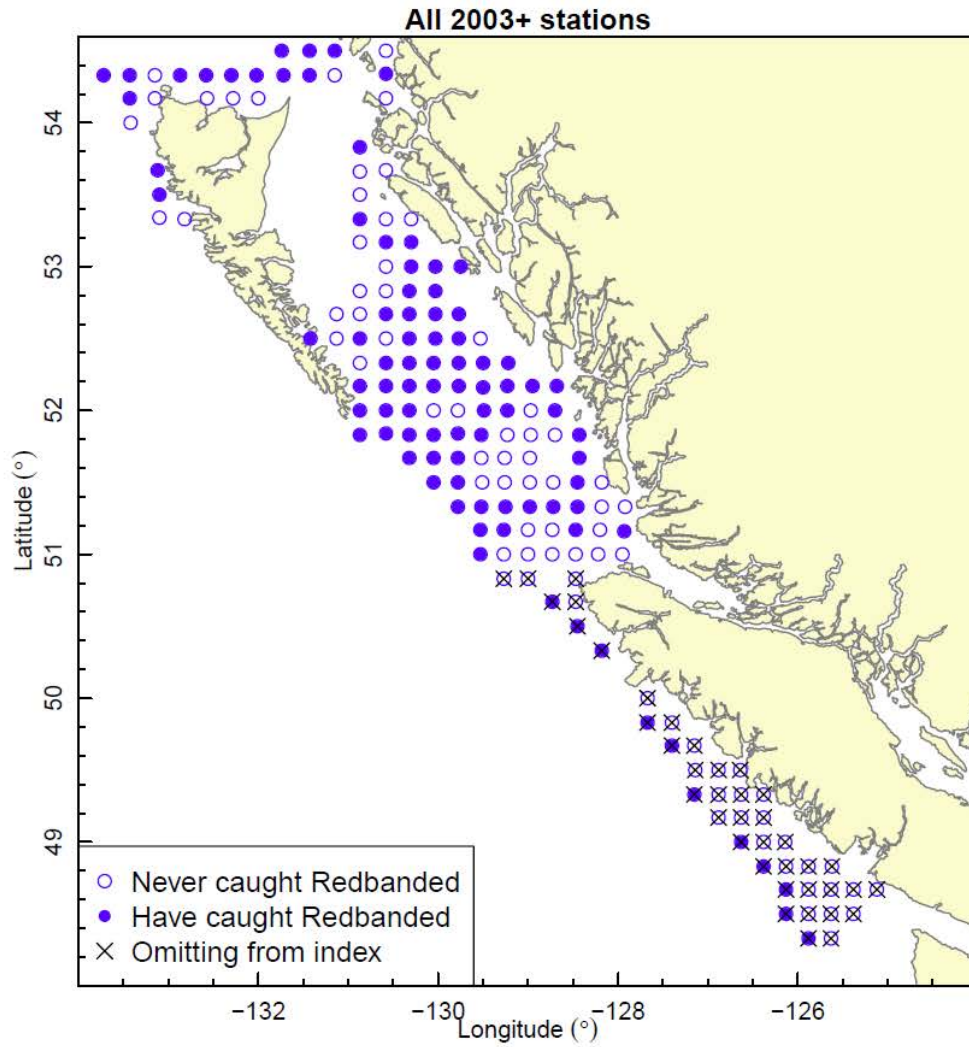 All 2003+ stations
54
53
52
51
50
49
Latitude (°)
Never caught Redbanded
Have caught Redbanded
Omitting from index
−132 −130 −128 −126
Longitude (°)